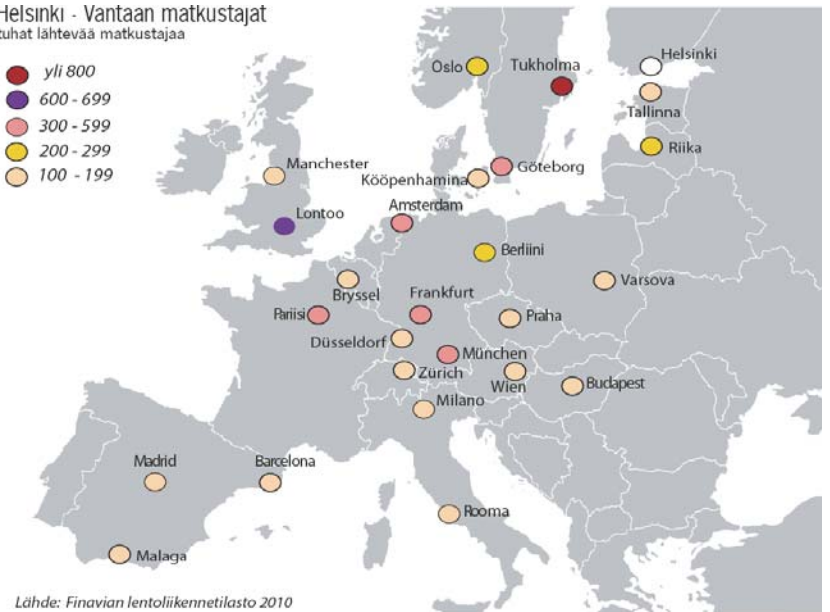 Helsinki - Vantaan matkustajat
tuhat lähtevää matkustajaa
yli 800
600 - 699
300 - 599
200 - 299
100 - 199
Oslo
Tukholma
Helsinki
Tallinna
Riika
Manchester
Kööpenhamina
Göteborg
Lontoo
Amsterdam
Berliini
Bryssel
Frankfurt
Varsova
Pariisi
Praha
Düsseldorf
München
Zürich
Wien
Budapest
Milano
Madrid
Barcelona
Rooma
Malaga
Lähde: Finavian lentoliikennetilasto 2010